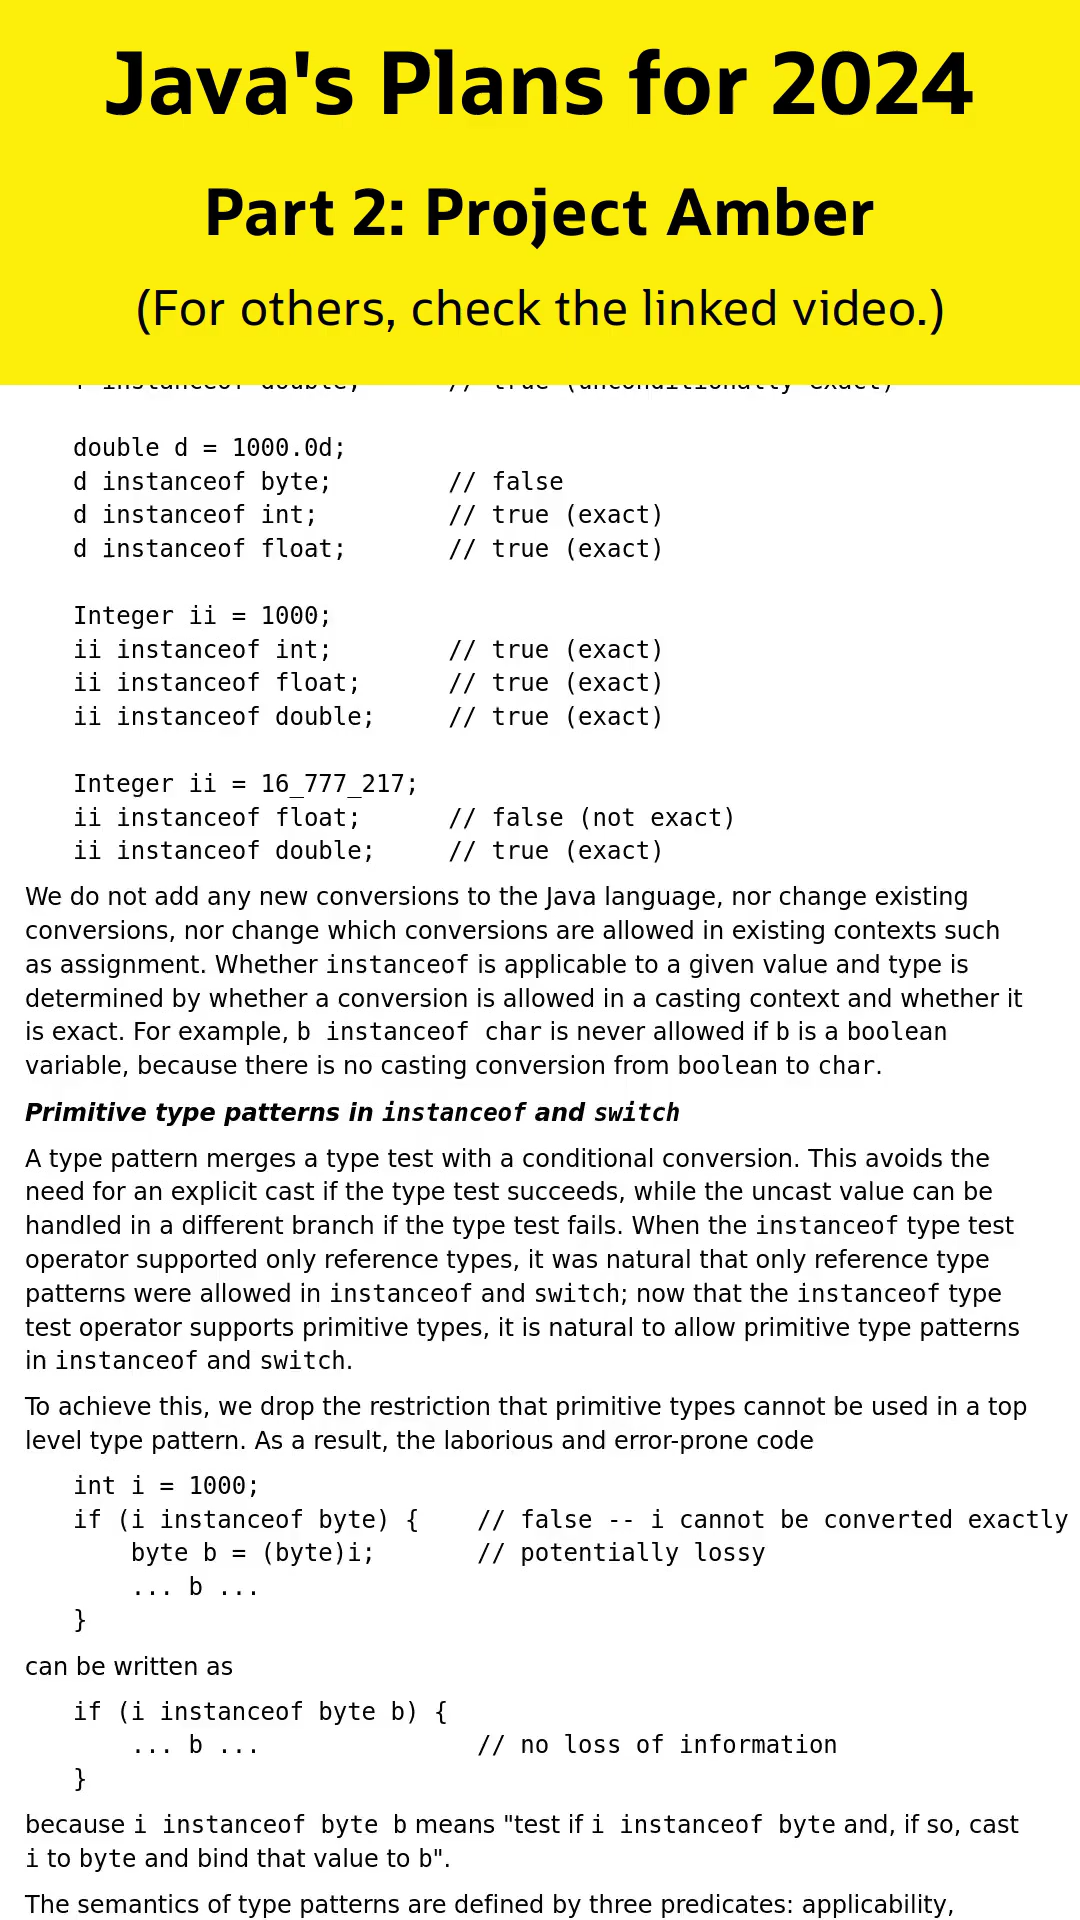 Java's Plans for 2024
Part 2: Project Amber
(For others, check the linked video.)
instanceof double; // true (unconditionally exact)
double d = 1000.0d;
d instanceof byte; // false
d instanceof int; // true (exact)
d instanceof float; // true (exact)
Integer ii = 1000;
ii instanceof int; // true (exact)
ii instanceof float; // true (exact)
ii instanceof double; // true (exact)
Integer ii = 16_777_217;
ii instanceof float; // false (not exact)
ii instanceof double; // true (exact)
We do not add any new conversions to the Java language, nor change existing
conversions, nor change which conversions are allowed in existing contexts such
as assignment. Whether instanceof is applicable to a given value and type is
determined by whether a conversion is allowed in a casting context and whether it
is exact. For example, b instanceof char is never allowed if b is a boolean
variable, because there is no casting conversion from boolean to char.
Primitive type patterns in instanceof and switch
A type pattern merges a type test with a conditional conversion. This avoids the
need for an explicit cast if the type test succeeds, while the uncast value can be
handled in a different branch if the type test fails. When the instanceof type test
operator supported only reference types, it was natural that only reference type
patterns were allowed in instanceof and switch; now that the instanceof type
test operator supports primitive types, it is natural to allow primitive type patterns
in instanceof and switch.
To achieve this, we drop the restriction that primitive types cannot be used in a top
level type pattern. As a result, the laborious and error-prone code
int i = 1000;
if (i instanceof byte) { // false -- i cannot be converted exactly
byte b = (byte)i; // potentially lossy
... b ...
}
can be written as
if (i instanceof byte b) {
... b ... // no loss of information
}
because i instanceof byte b means "test if i instanceof byte and, if so, cast
i to byte and bind that value to b".
The semantics of type patterns are defined by three predicates: applicability,